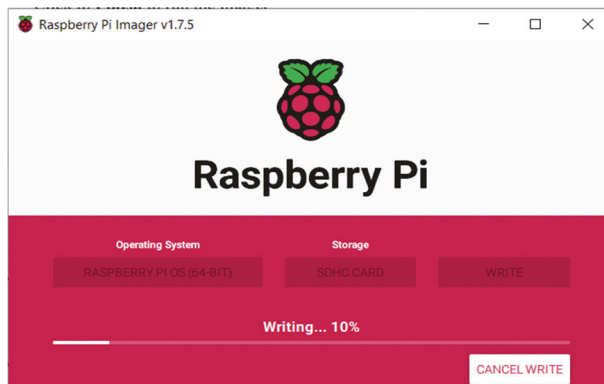 Raspberry Pi Imager v1.7.5
Raspberry Pi
Operating System Storage
RASPBERRY PI OS (64-BIT) SDHC CARD WRITE
Writing... 10%
CANCEL WRITE